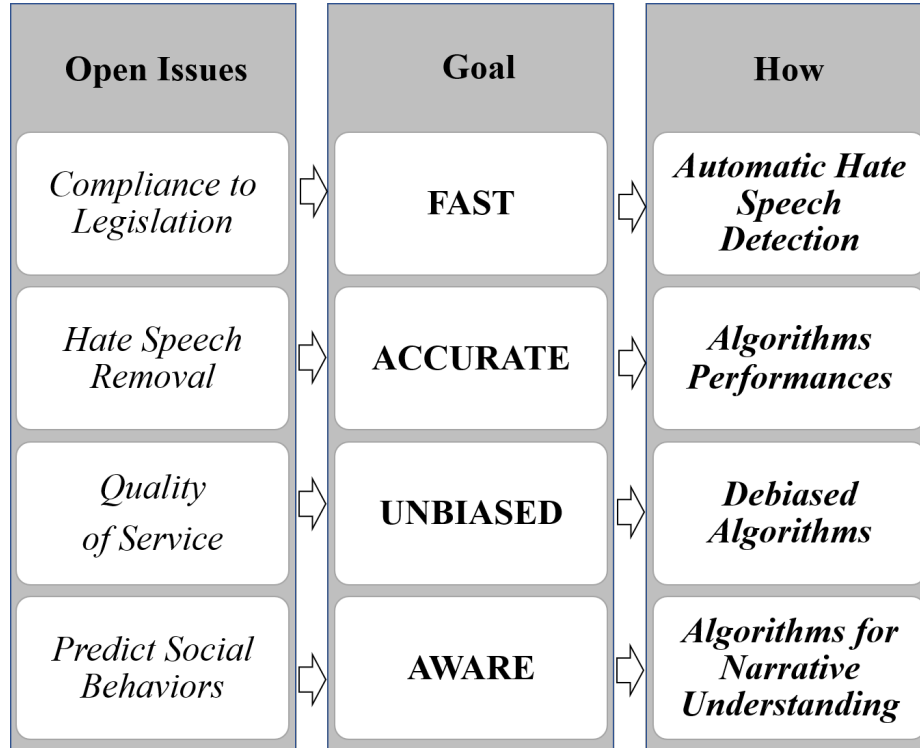 Open Issues
Goal
How
Compliance to
Legislation
FAST
Automatic Hate
Speech
Detection
Hate Speech
Removal
ACCURATE
Algorithms
Performances
Quality
of Service
UNBIASED
Debiased
Algorithms
Predict Social
Behaviors
AWARE
Algorithms for
Narrative
Understanding